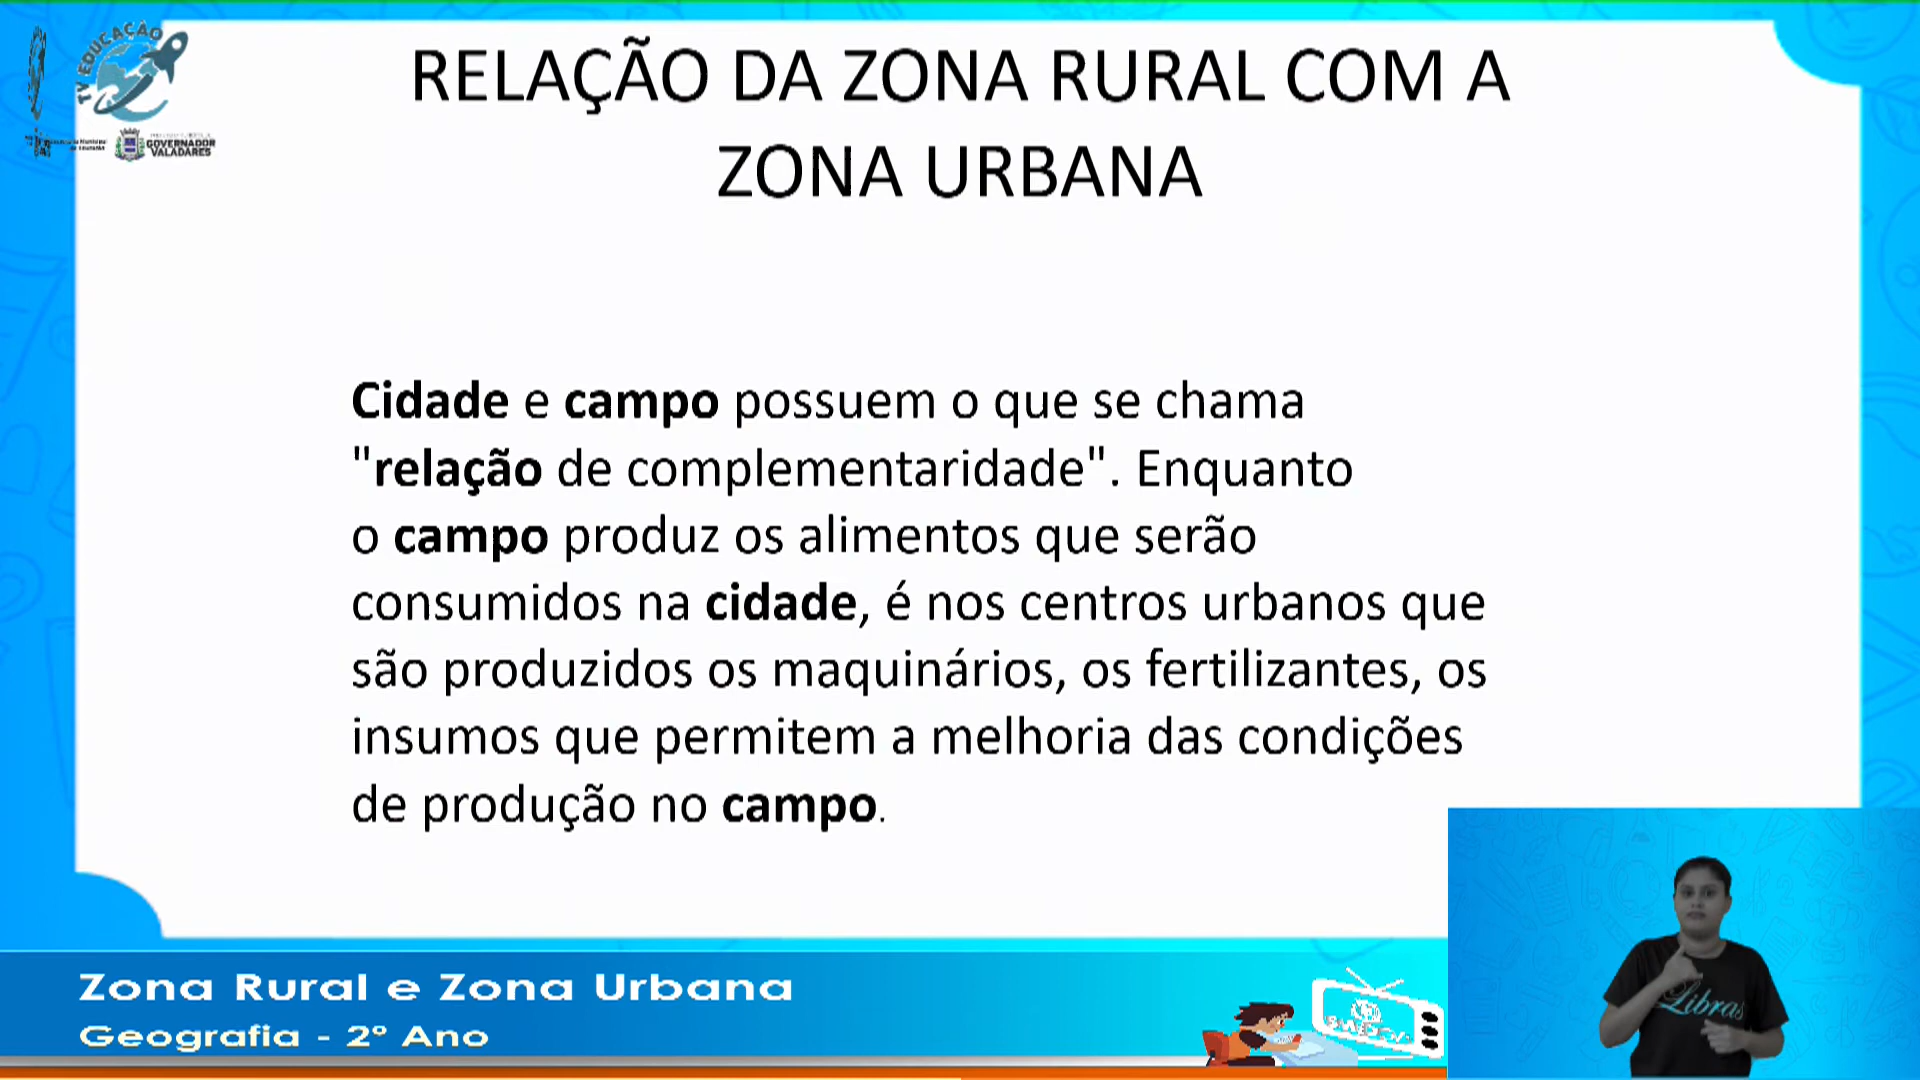 TV EDUCAÇÃO
GOVERNADOR
VALADARES
RELAÇÃO DA ZONA RURAL COM A
ZONA URBANA
Cidade e campo possuem o que se chama
"relação de complementaridade". Enquanto
o campo produz os alimentos que serão
consumidos na cidade, é nos centros urbanos que
são produzidos os maquinários, os fertilizantes, os
insumos que permitem a melhoria das condições
de produção no campo.
Libras
Zona Rural e Zona Urbana
Geografia - 2º Ano